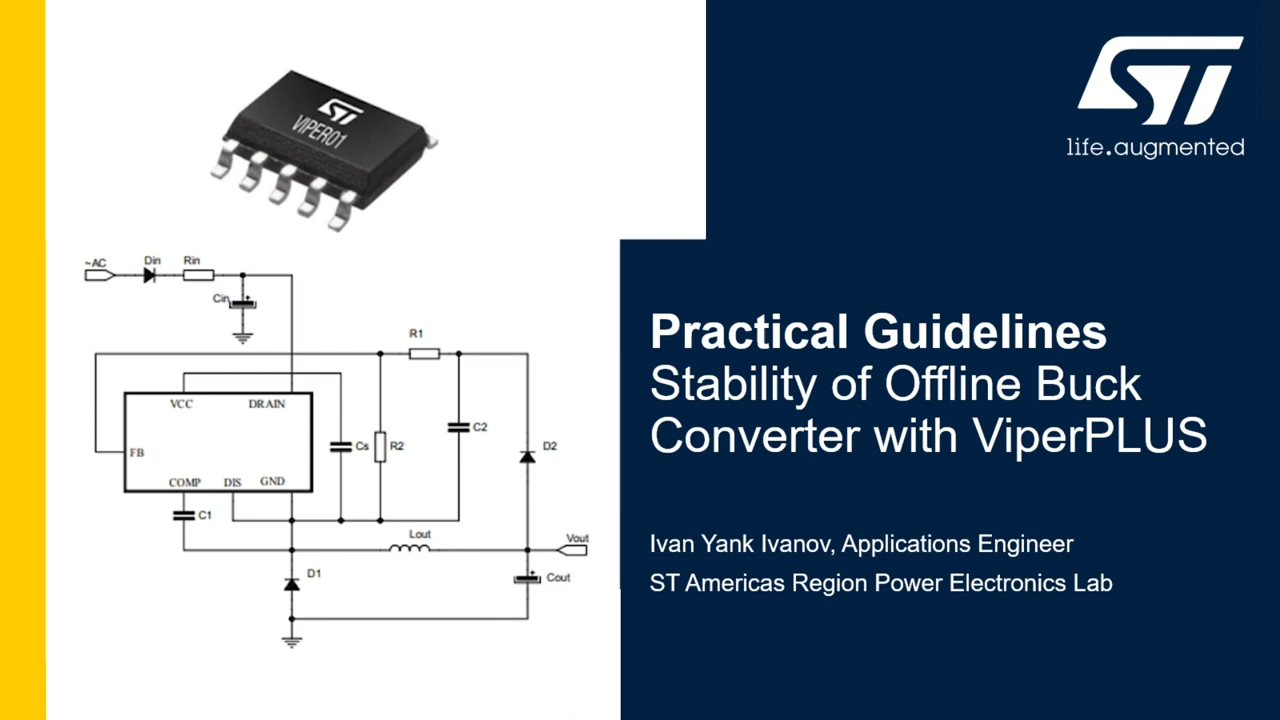 ST
life.augmented
ST
VIPER01
~AC
Din
Rin
Cin
+
R1
VCC
DRAIN
FB
Cs
R2
C2
D2
COMP
DIS
GND
C1
Lout
Vout
D1
+
Cout
Practical Guidelines
Stability of Offline Buck
Converter with ViperPLUS
Ivan Yank Ivanov, Applications Engineer
ST Americas Region Power Electronics Lab